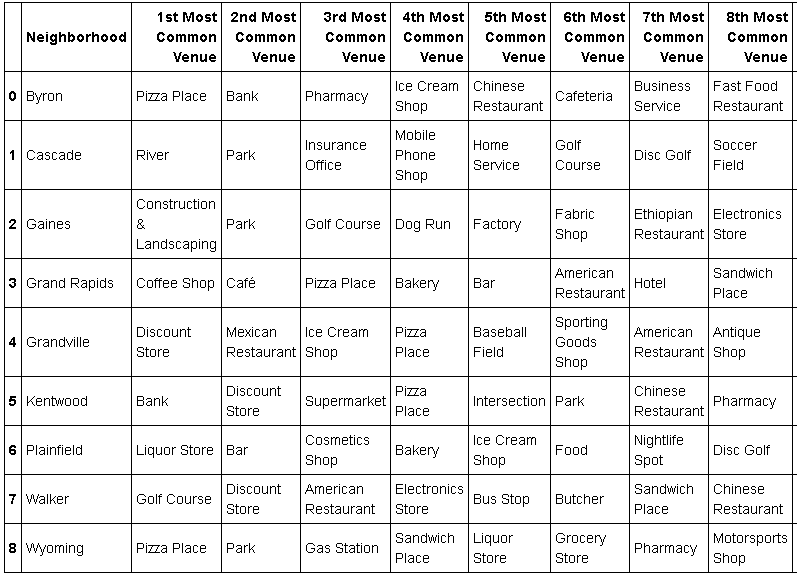 Neighborhood 1st Most Common Venue 2nd Most Common Venue 3rd Most Common Venue 4th Most Common Venue 5th Most Common Venue 6th Most Common Venue 7th Most Common Venue 8th Most Common Venue
0 Byron Pizza Place Bank Pharmacy Ice Cream Shop Chinese Restaurant Cafeteria Business Service Fast Food Restaurant
1 Cascade River Park Insurance Office Mobile Phone Shop Home Service Golf Course Disc Golf Soccer Field
2 Gaines Construction & Landscaping Park Golf Course Dog Run Factory Fabric Shop Ethiopian Restaurant Electronics Store
3 Grand Rapids Coffee Shop Café Pizza Place Bakery Bar American Restaurant Hotel Sandwich Place
4 Grandville Discount Store Mexican Restaurant Ice Cream Shop Pizza Place Baseball Field Sporting Goods Shop American Restaurant Antique Shop
5 Kentwood Bank Discount Store Supermarket Pizza Place Intersection Park Chinese Restaurant Pharmacy
6 Plainfield Liquor Store Bar Cosmetics Shop Bakery Ice Cream Shop Food Nightlife Spot Disc Golf
7 Walker Golf Course Discount Store American Restaurant Electronics Store Bus Stop Butcher Sandwich Place Chinese Restaurant
8 Wyoming Pizza Place Park Gas Station Sandwich Place Liquor Store Grocery Store Pharmacy Motorsports Shop